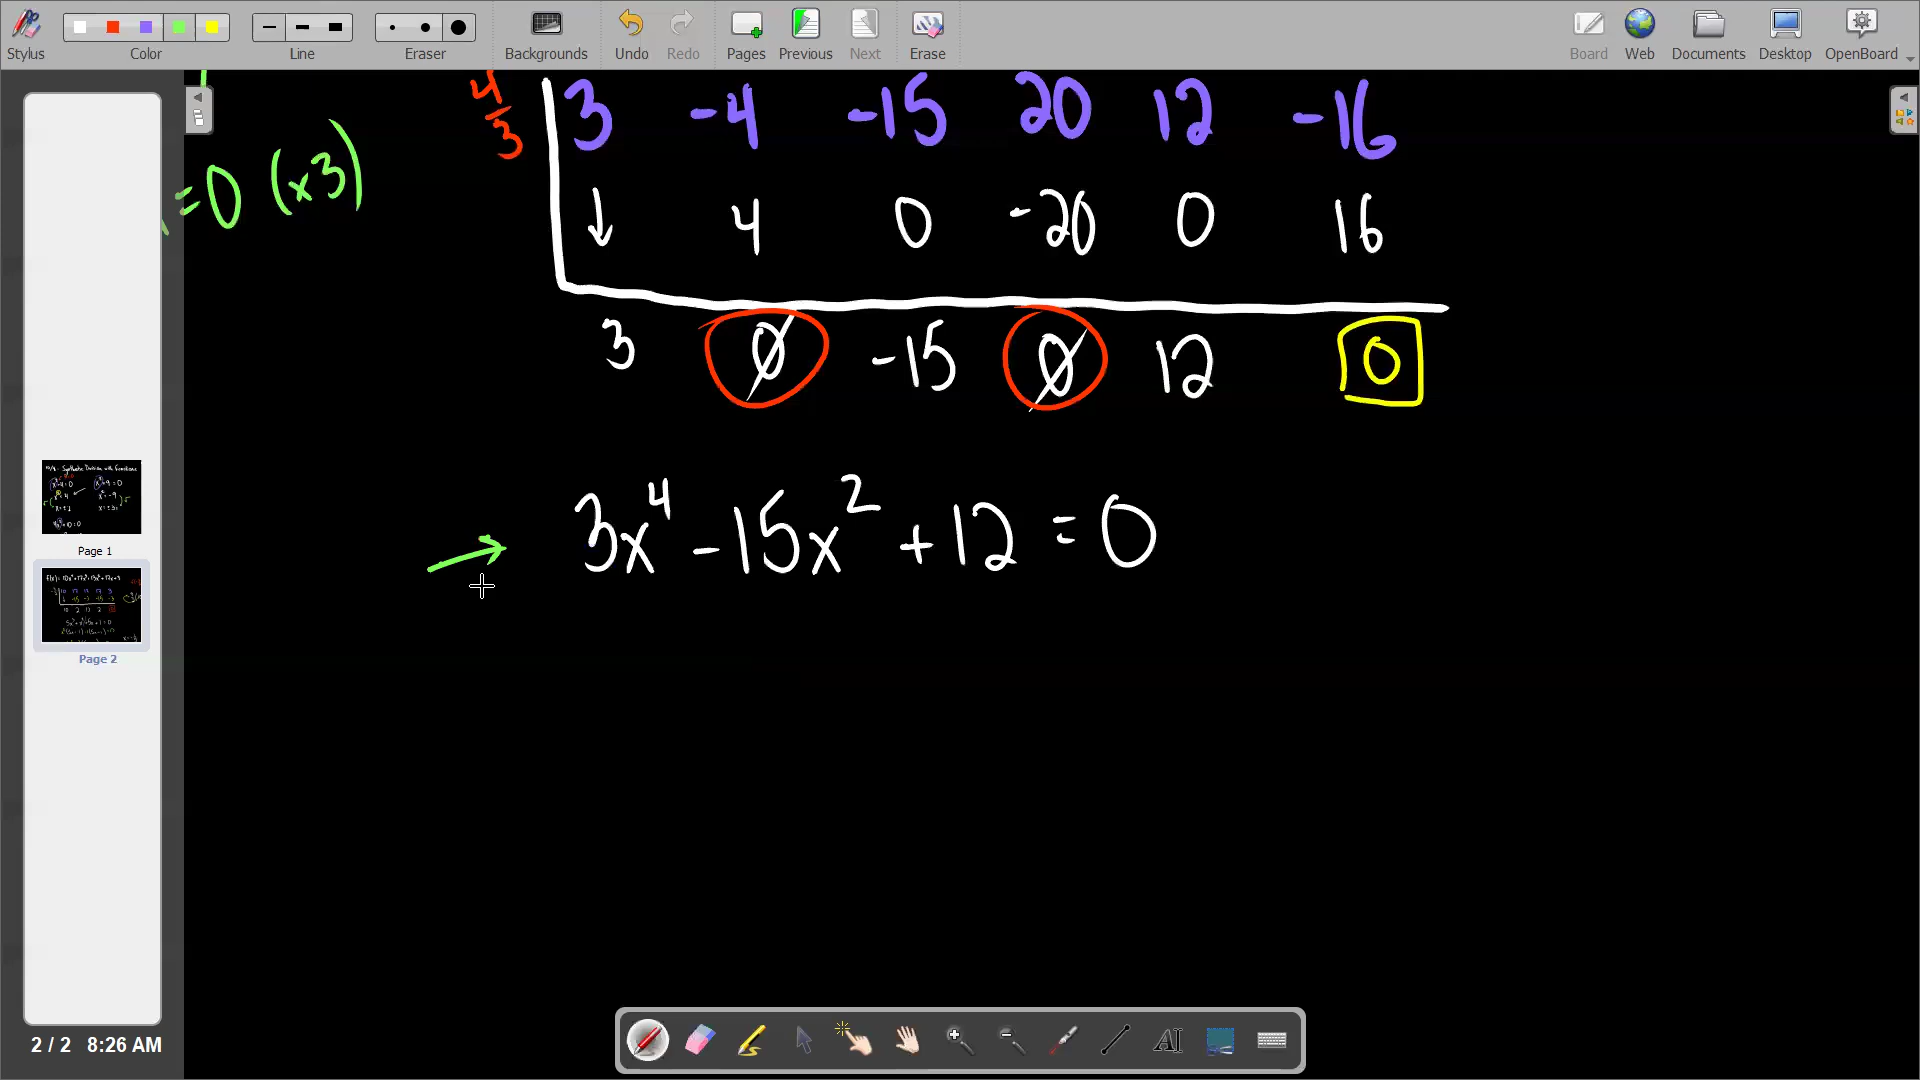 Stylus Color Line Eraser Backgrounds Undo Redo Pages Previous Next Erase Board Web Documents Desktop OpenBoard
4/3 3 -4 -15 20 12 -16
=0 (x3)
↓ 4 0 -20 0 16
3 0 -15 0 12 0
→ 3x⁴ - 15x² + 12 = 0
Page 1
Page 2
2 / 2 8:26 AM
AI